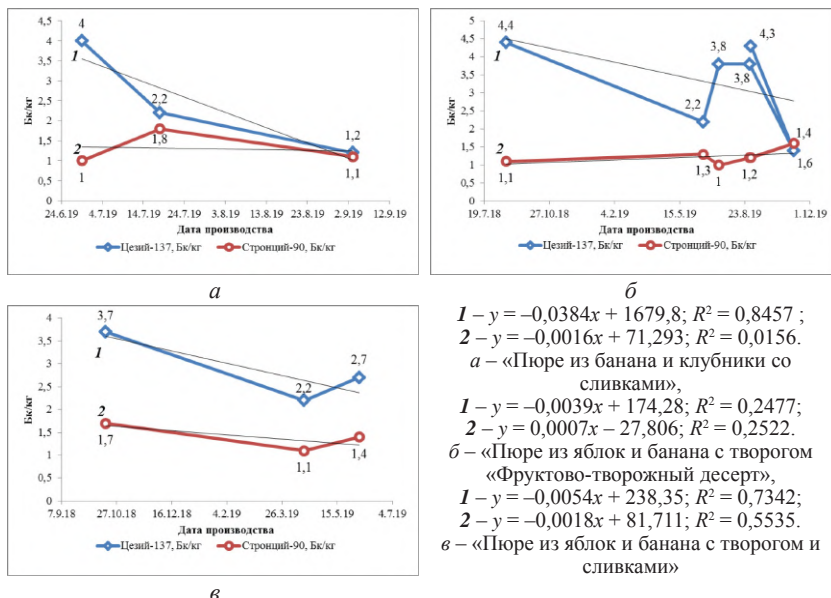 4,5
4
3,5
3
2,5
2
1,5
1
0,5
0
Бк/кг
4
1
2,2
1,2
2
1,8
1
1,1
24.6.19 4.7.19 14.7.19 24.7.19 3.8.19 13.8.19 23.8.19 2.9.19 12.9.19
Дата производства
Цезий-137, Бк/кг Стронций-90, Бк/кг
а
5
4,5
4
3,5
3
2,5
2
1,5
1
0,5
0
Бк/кг
4,4
1
4,3
3,8
3,8
2,2
2
1,4
1,1
1,3
1
1,2
1,6
19.7.18 27.10.18 4.2.19 15.5.19 23.8.19 1.12.19
Дата производства
Цезий-137, Бк/кг Стронций-90, Бк/кг
б
4
3,5
3
2,5
2
1,5
1
0,5
0
Бк/кг
3,7
1
2,7
2,2
2
1,7
1,1
1,4
7.9.18 27.10.18 16.12.18 4.2.19 26.3.19 15.5.19 4.7.19
Дата производства
Цезий-137, Бк/кг Стронций-90, Бк/кг
в
1 – y = –0,0384x + 1679,8; R² = 0,8457 ;
2 – y = –0,0016x + 71,293; R² = 0,0156.
а – «Пюре из банана и клубники со
сливками»,
1 – y = –0,0039x + 174,28; R² = 0,2477;
2 – y = 0,0007x – 27,806; R² = 0,2522.
б – «Пюре из яблок и банана с творогом
«Фруктово-творожный десерт»,
1 – y = –0,0054x + 238,35; R² = 0,7342;
2 – y = –0,0018x + 81,711; R² = 0,5535.
в – «Пюре из яблок и банана с творогом и
сливками»